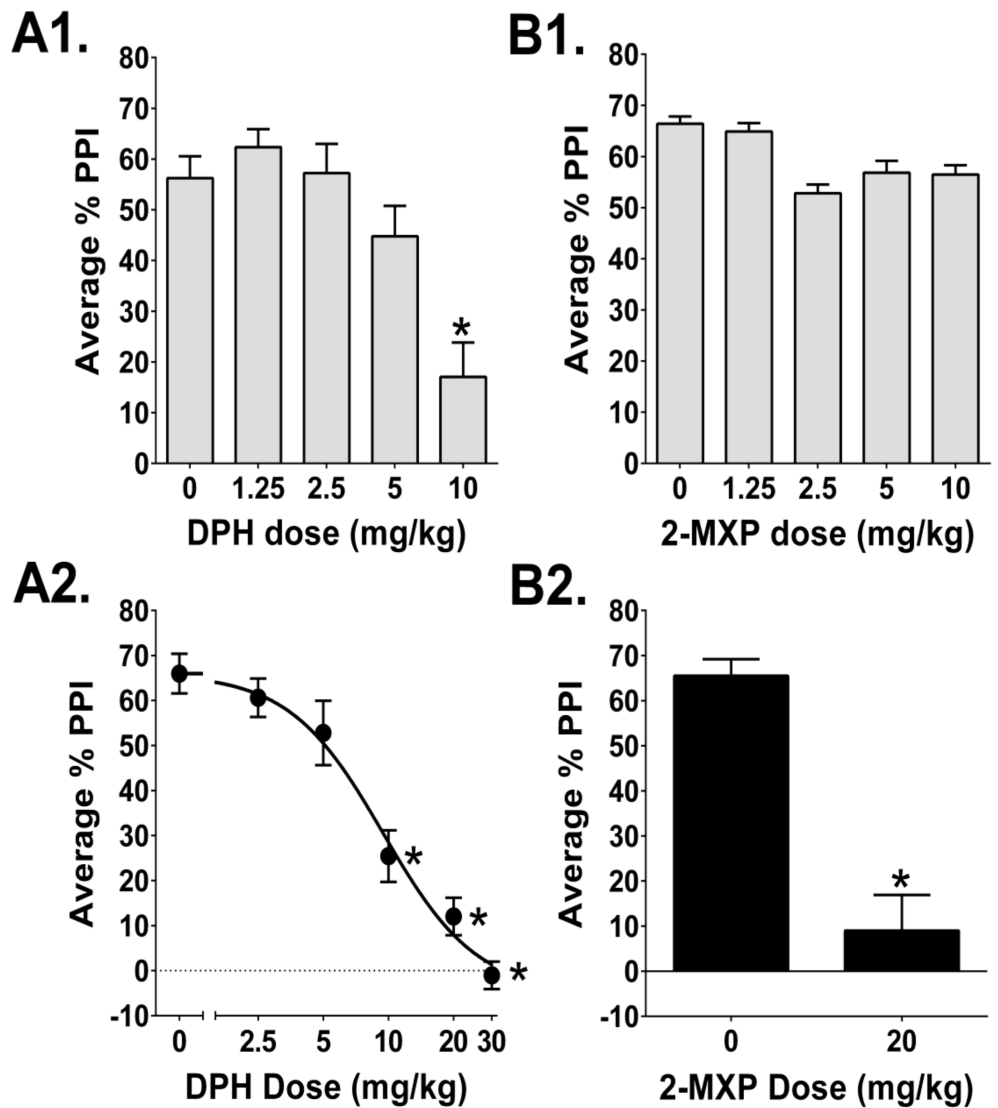 A1.
Average % PPI
80
70
60
50
40
30
20
10
0
*
0 1.25 2.5 5 10
DPH dose (mg/kg)
B1.
Average % PPI
80
70
60
50
40
30
20
10
0
0 1.25 2.5 5 10
2-MXP dose (mg/kg)
A2.
Average % PPI
80
70
60
50
40
30
20
10
0
-10
*
*
*
0 2.5 5 10 20 30
DPH Dose (mg/kg)
B2.
Average % PPI
80
70
60
50
40
30
20
10
0
-10
*
0 20
2-MXP Dose (mg/kg)